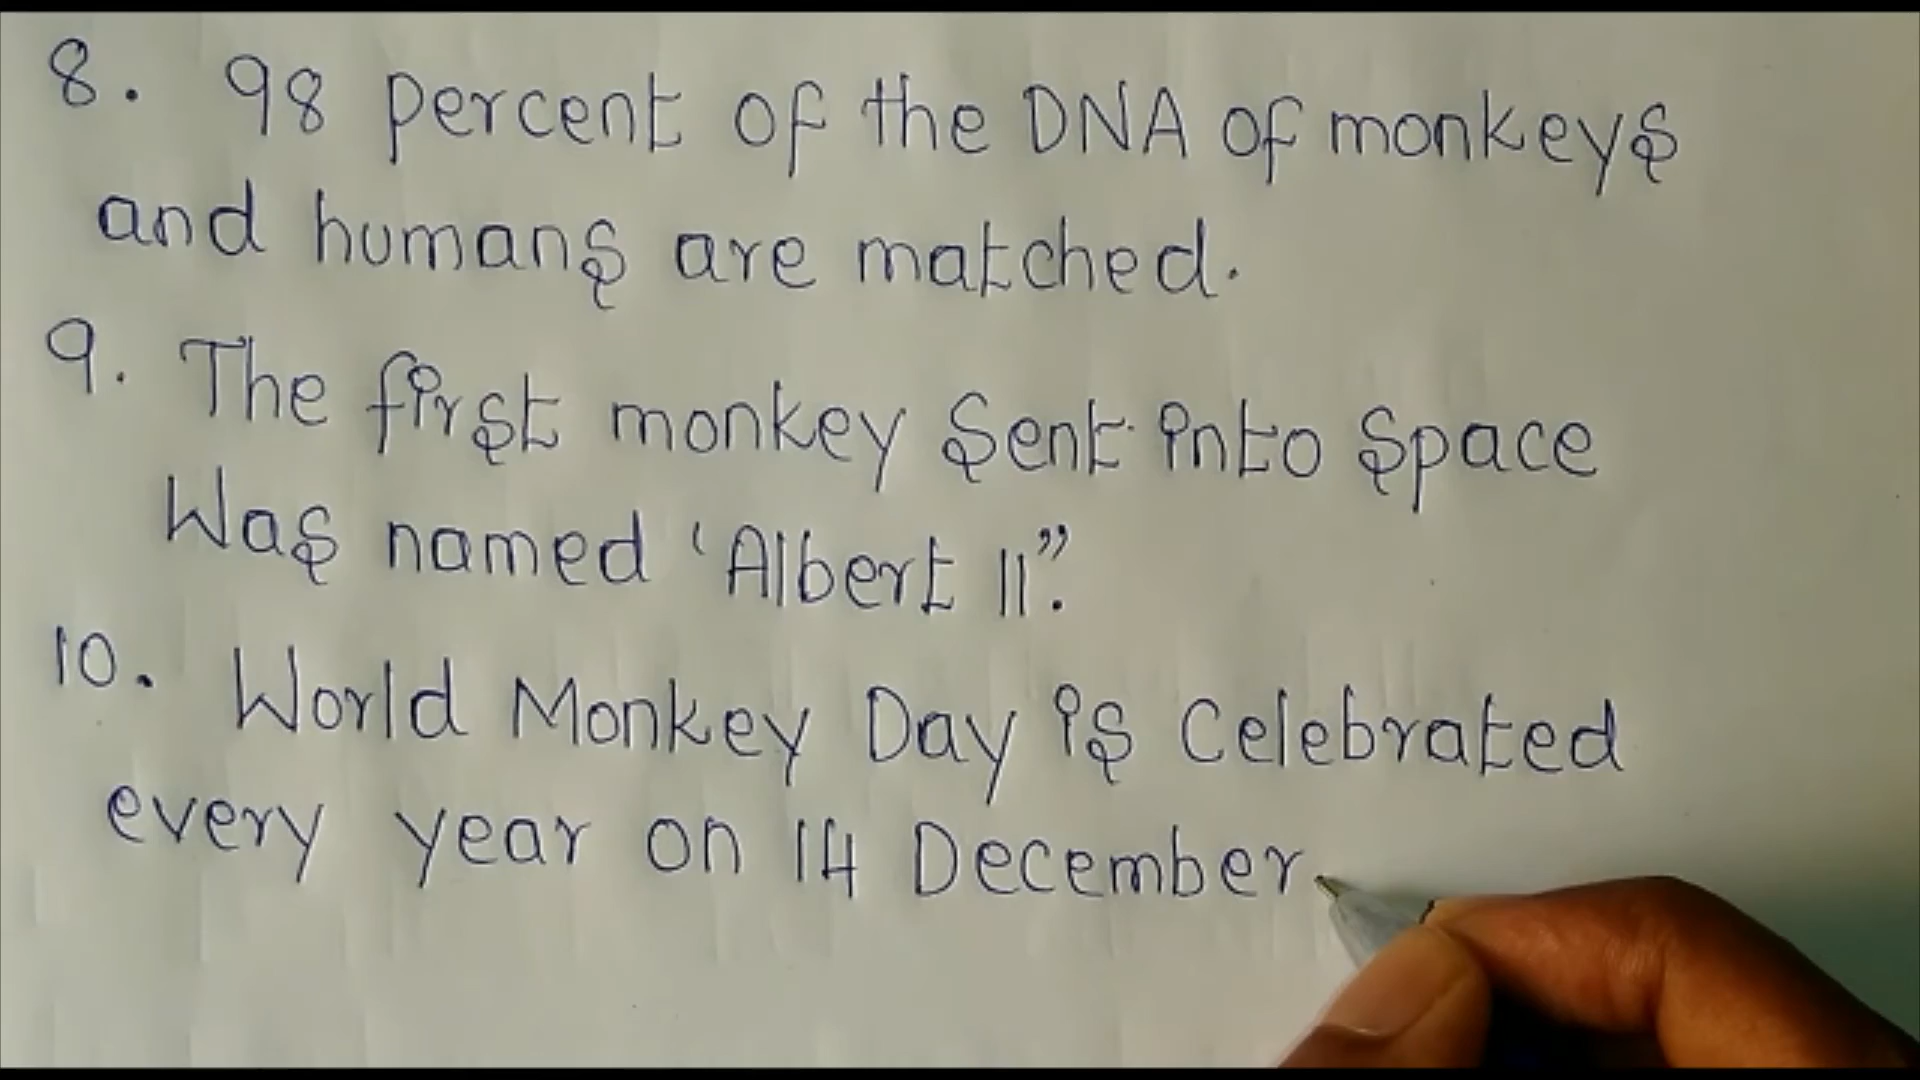 8. 98 percent of the DNA of monkeys
and humans are matched.
9. The first monkey sent into space
Was named ‘Albert II”.
10. World Monkey Day is Celebrated
every year on 14 December.